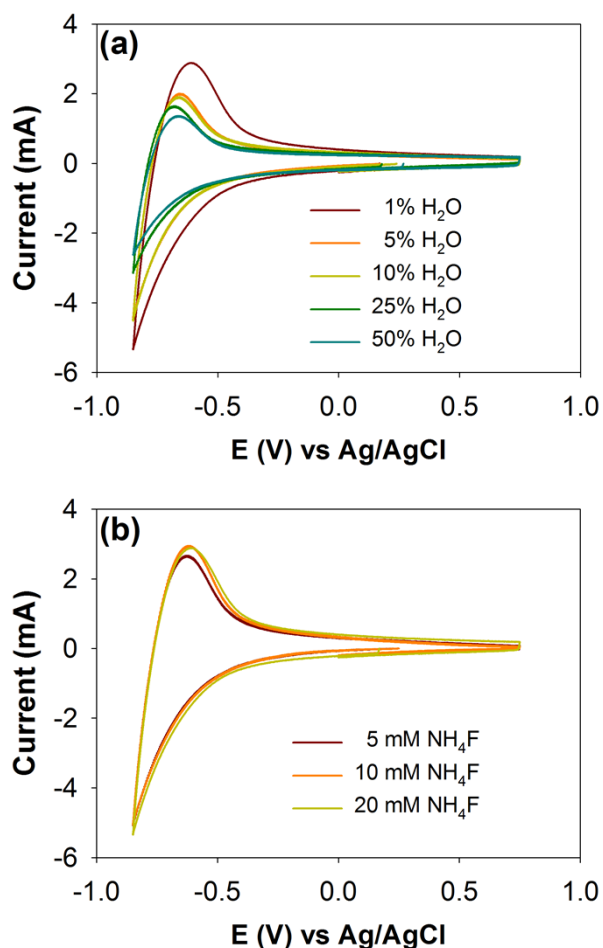 (a)
4
2
0
-2
-4
-6
Current (mA)
1% H₂O
5% H₂O
10% H₂O
25% H₂O
50% H₂O
-1.0 -0.5 0.0 0.5 1.0
E (V) vs Ag/AgCl
(b)
4
2
0
-2
-4
-6
Current (mA)
5 mM NH₄F
10 mM NH₄F
20 mM NH₄F
-1.0 -0.5 0.0 0.5 1.0
E (V) vs Ag/AgCl